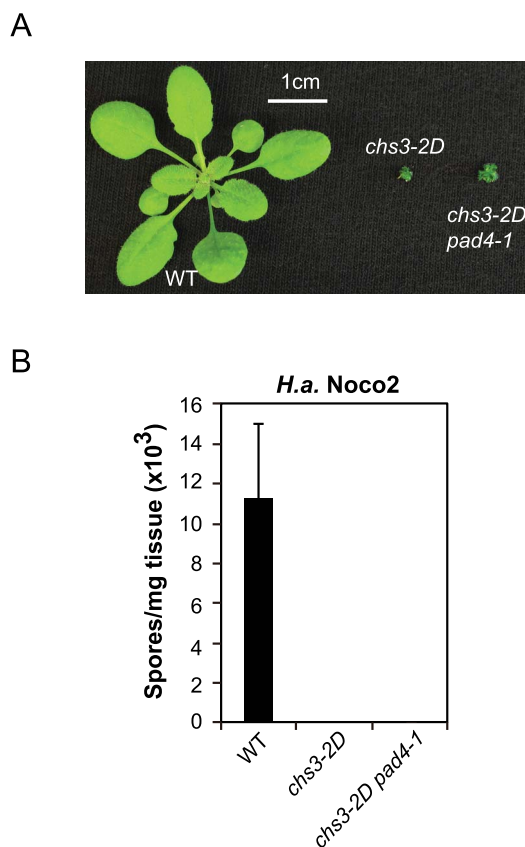 A
1cm
chs3-2D
chs3-2D
pad4-1
WT
B
H.a. Noco2
Spores/mg tissue (x10³)
16
14
12
10
8
6
4
2
0
WT
chs3-2D
chs3-2D pad4-1